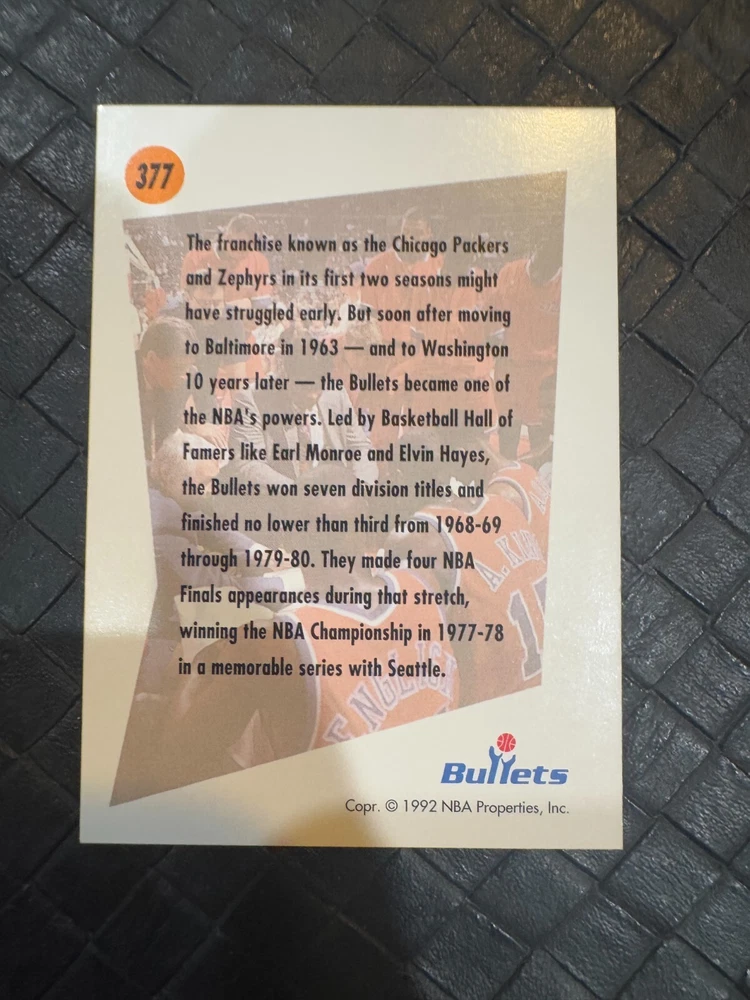 377
The franchise known as the Chicago Packers
and Zephyrs in its first two seasons might
have struggled early. But soon after moving
to Baltimore in 1963 — and to Washington
10 years later — the Bullets became one of
the NBA's powers. Led by Basketball Hall of
Famers like Earl Monroe and Elvin Hayes,
the Bullets won seven division titles and
finished no lower than third from 1968-69
through 1979-80. They made four NBA
Finals appearances during that stretch,
winning the NBA Championship in 1977-78
in a memorable series with Seattle.
ENGLISH
Bullets
Copr. © 1992 NBA Properties, Inc.